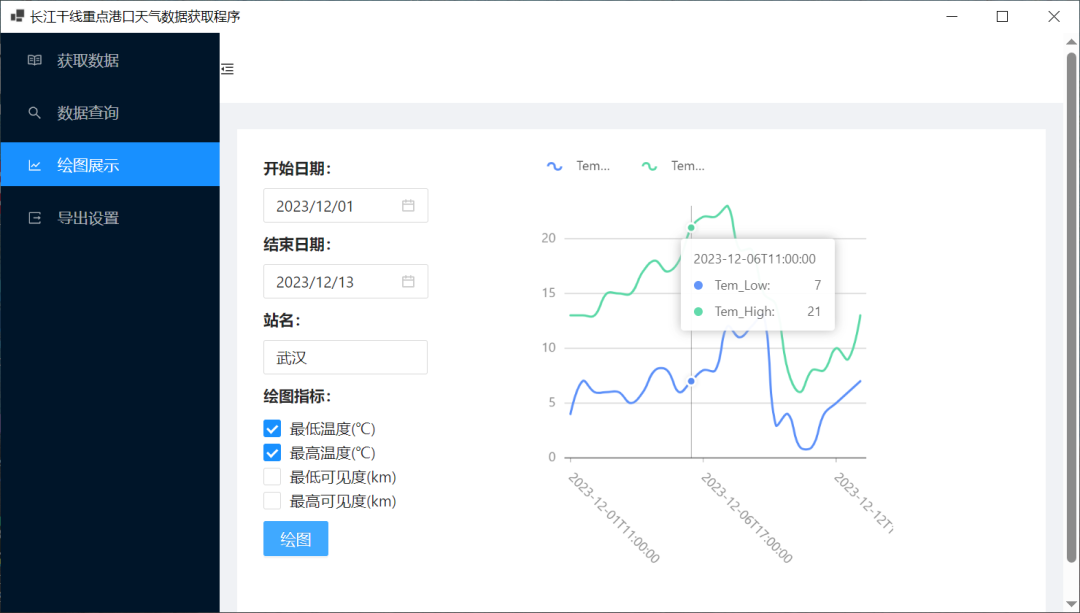 长江干线重点港口天气数据获取程序
获取数据
数据查询
绘图展示
导出设置
开始日期:
2023/12/01
结束日期:
2023/12/13
站名:
武汉
绘图指标:
最低温度(℃)
最高温度(℃)
最低可见度(km)
最高可见度(km)
绘图
Tem... Tem...
20
15
10
5
0
2023-12-06T11:00:00
Tem_Low: 7
Tem_High: 21
2023-12-01T11:00:00
2023-12-06T17:00:00
2023-12-12T